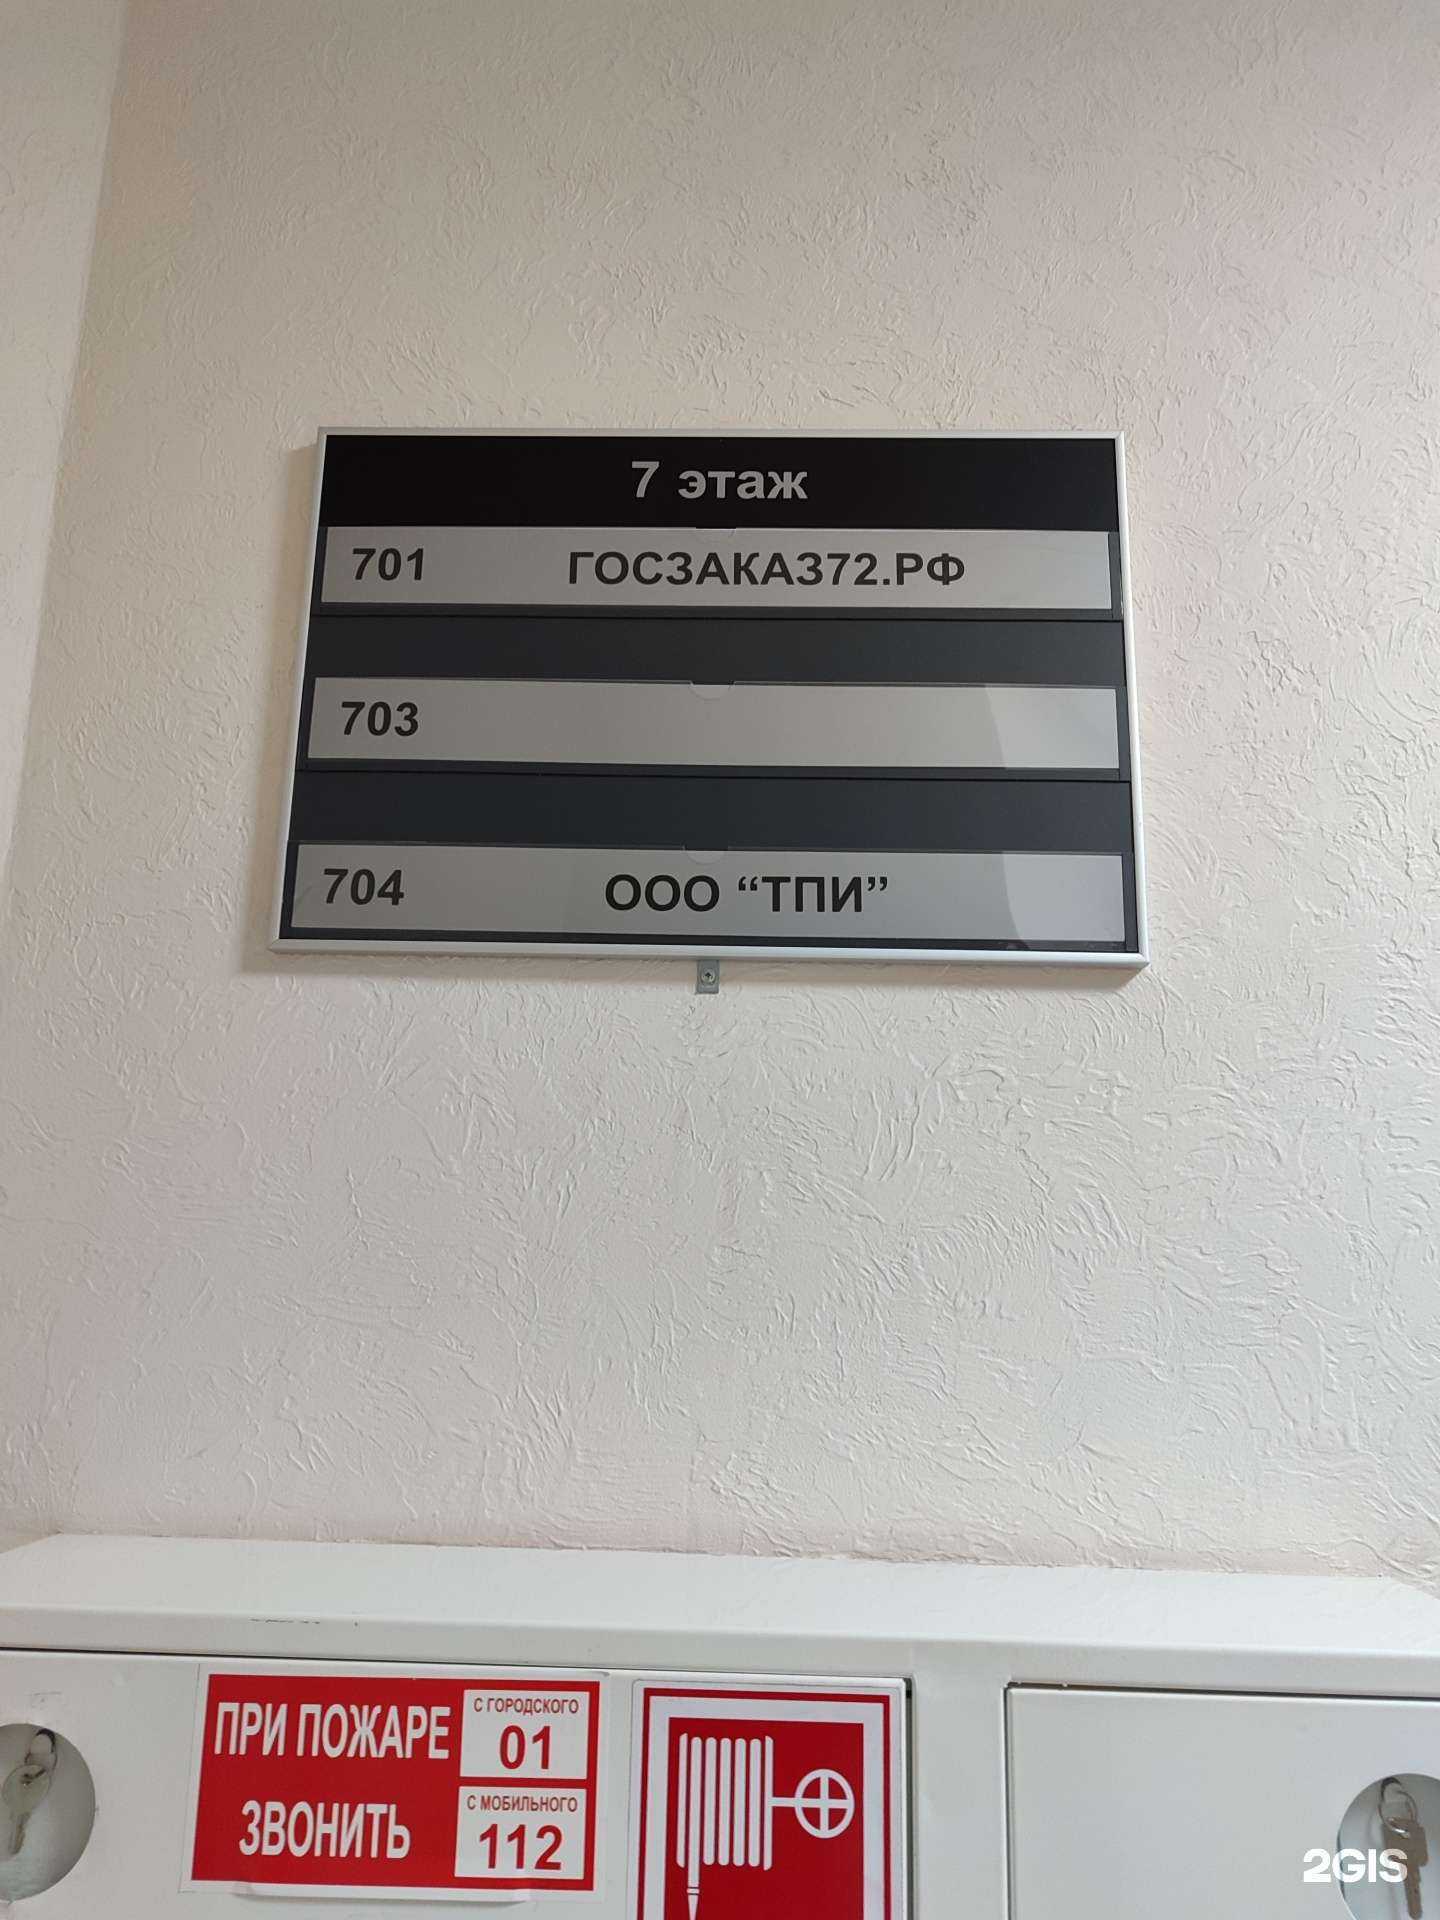 7 этаж
701 ГОСЗАКАЗ72.РФ
703
704 ООО “ТПИ”
ПРИ ПОЖАРЕ
ЗВОНИТЬ
С ГОРОДСКОГО
01
С МОБИЛЬНОГО
112
2GIS